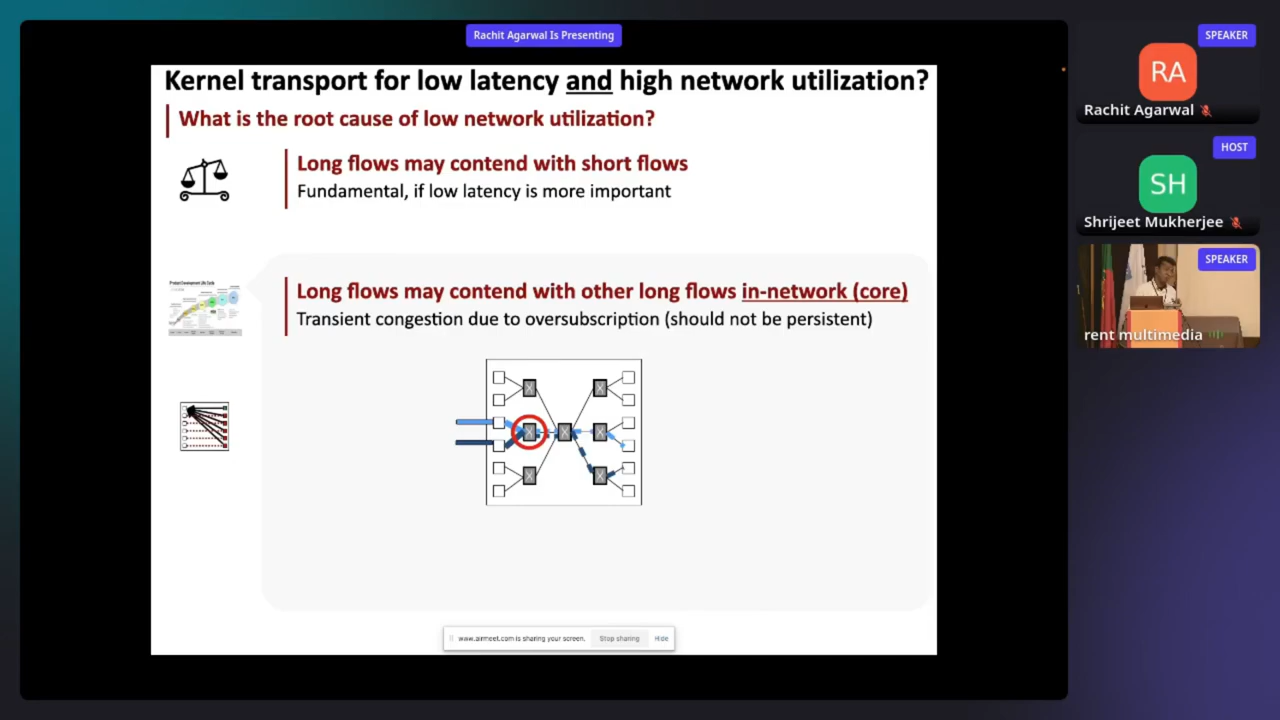 Rachit Agarwal Is Presenting
Kernel transport for low latency and high network utilization?
What is the root cause of low network utilization?
Long flows may contend with short flows
Fundamental, if low latency is more important
Long flows may contend with other long flows in-network (core)
Transient congestion due to oversubscription (should not be persistent)
www.airmeet.com is sharing your screen.
Stop sharing
Hide
SPEAKER
RA
Rachit Agarwal
HOST
SH
Shrijeet Mukherjee
SPEAKER
rent multimedia